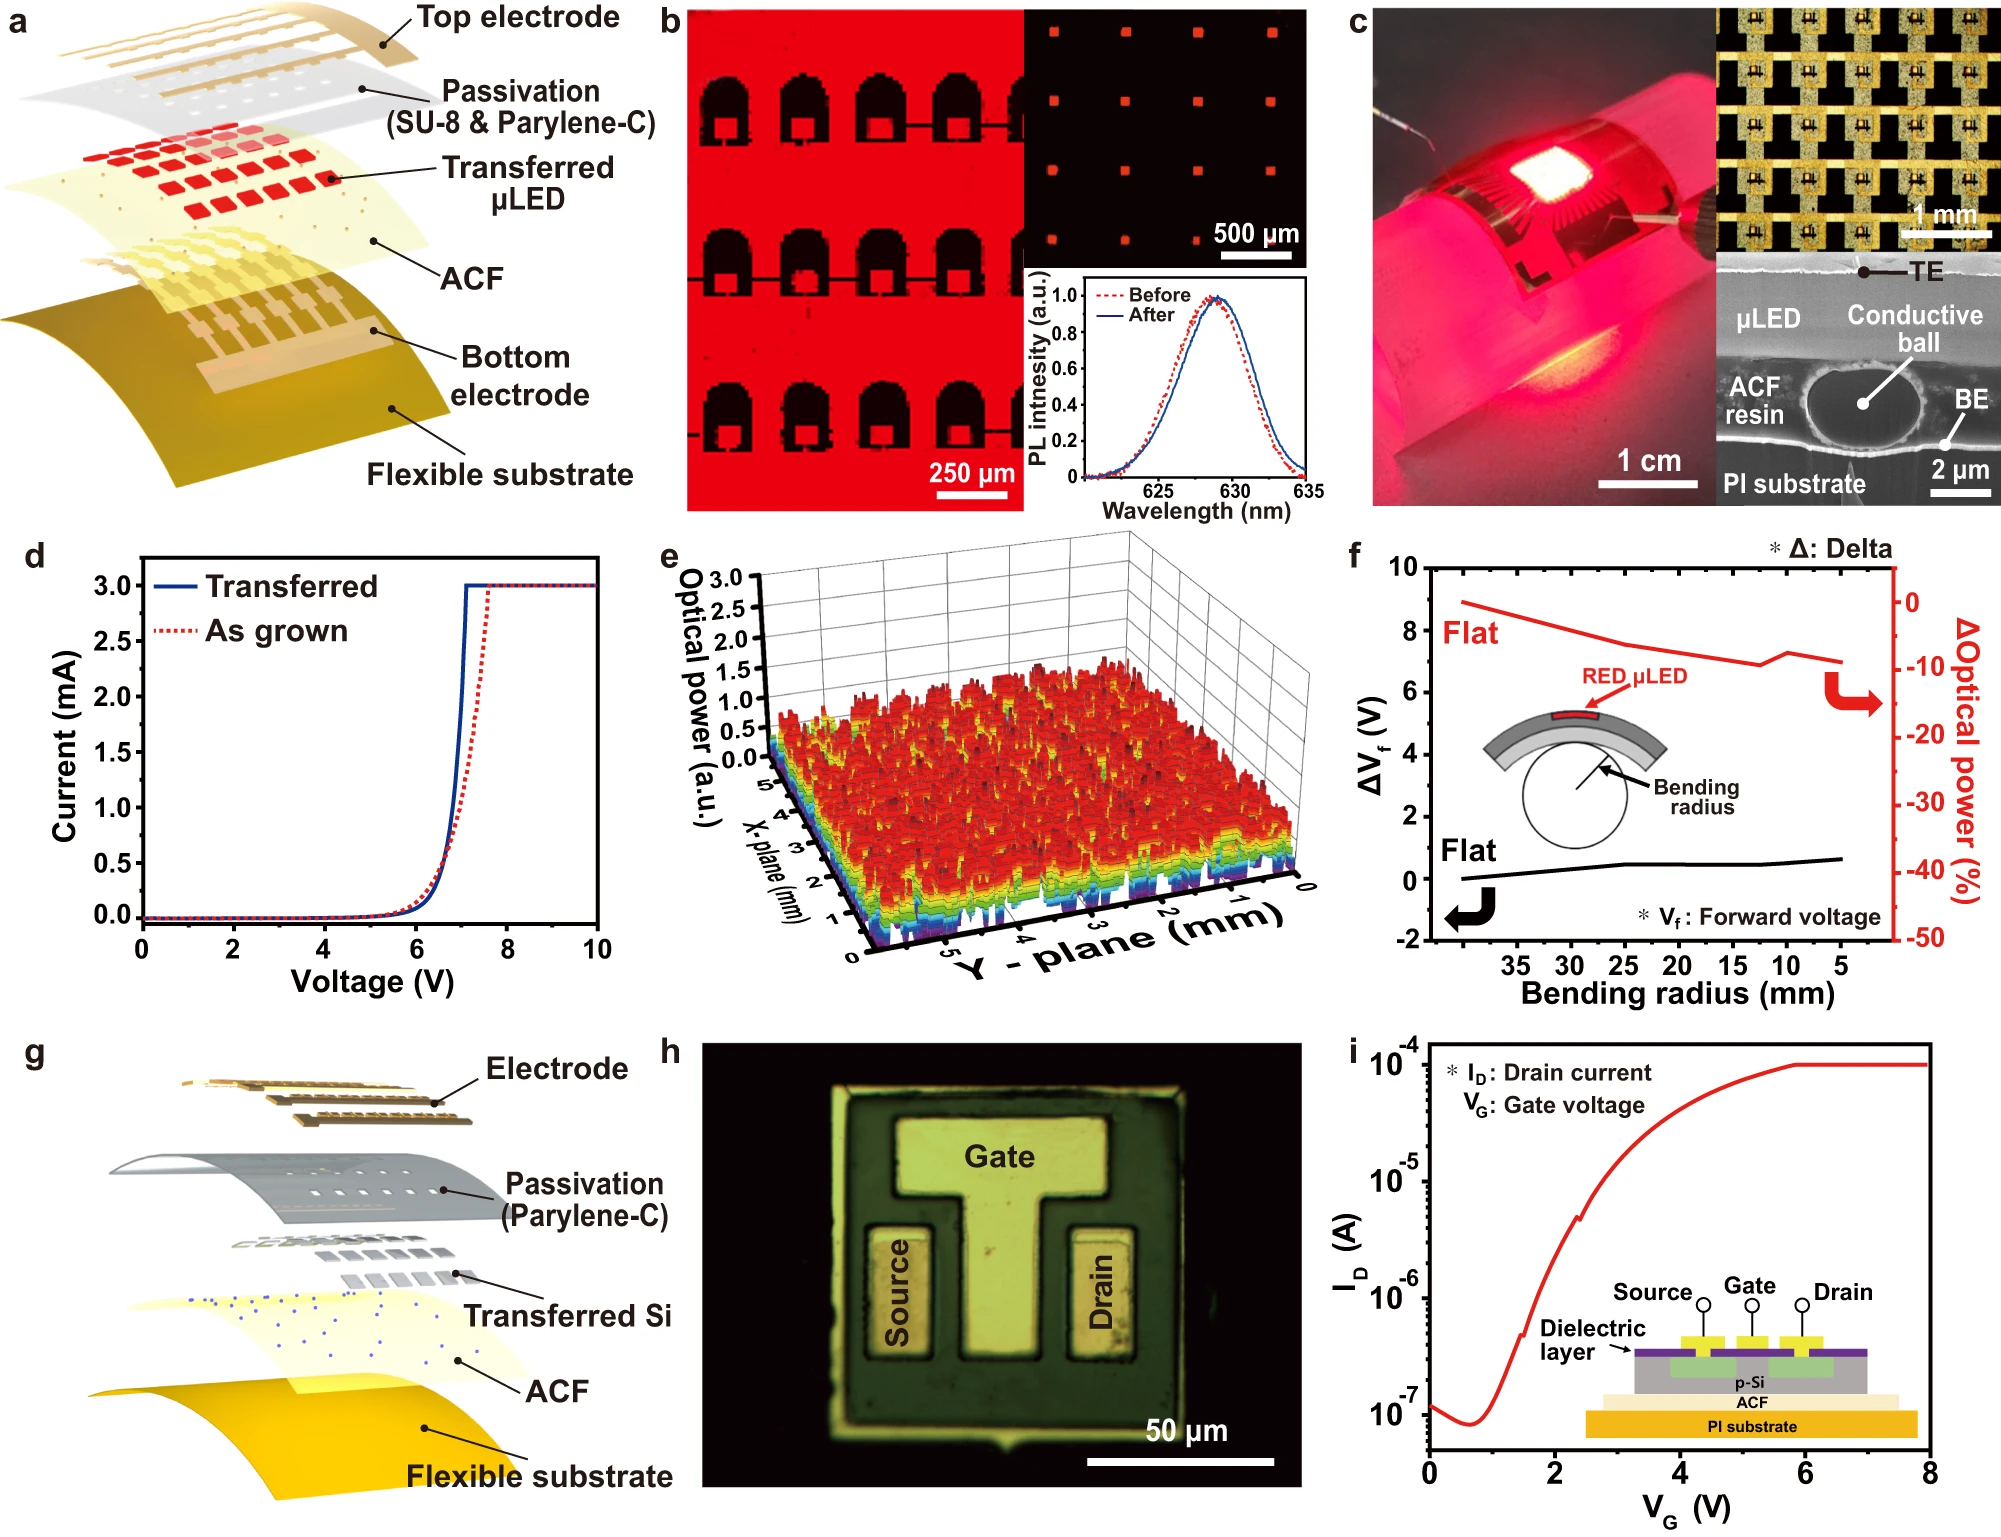 a
Top electrode
Passivation
(SU-8 & Parylene-C)
Transferred
µLED
ACF
Bottom
electrode
Flexible substrate
b
250 µm
500 µm
PL intnesity (a.u.)
1.0
0.8
0.6
0.4
0.2
0
Before
After
625
630
635
Wavelength (nm)
c
1 cm
1 mm
TE
µLED
Conductive
ball
ACF
resin
BE
2 µm
PI substrate
d
Current (mA)
3.0
2.5
2.0
1.5
1.0
0.5
0.0
Transferred
As grown
0
2
4
6
8
10
Voltage (V)
e
Optical power (a.u.)
3.0
2.5
2.0
1.5
1.0
0.5
0.0
5
4
3
2
1
0
X-plane (mm)
5
4
3
2
1
0
Y - plane (mm)
f
* Δ: Delta
ΔVf (V)
10
8
6
4
2
0
-2
Flat
RED µLED
Bending
radius
Flat
* Vf : Forward voltage
0
-10
-20
-30
-40
-50
ΔOptical power (%)
35
30
25
20
15
10
5
Bending radius (mm)
g
Electrode
Passivation
(Parylene-C)
Transferred Si
ACF
Flexible substrate
h
Gate
Source
Drain
50 µm
i
ID (A)
10-4
10-5
10-6
10-7
* ID : Drain current
VG : Gate voltage
Source
Gate
Drain
Dielectric
layer
p-Si
ACF
PI substrate
0
2
4
6
8
VG (V)